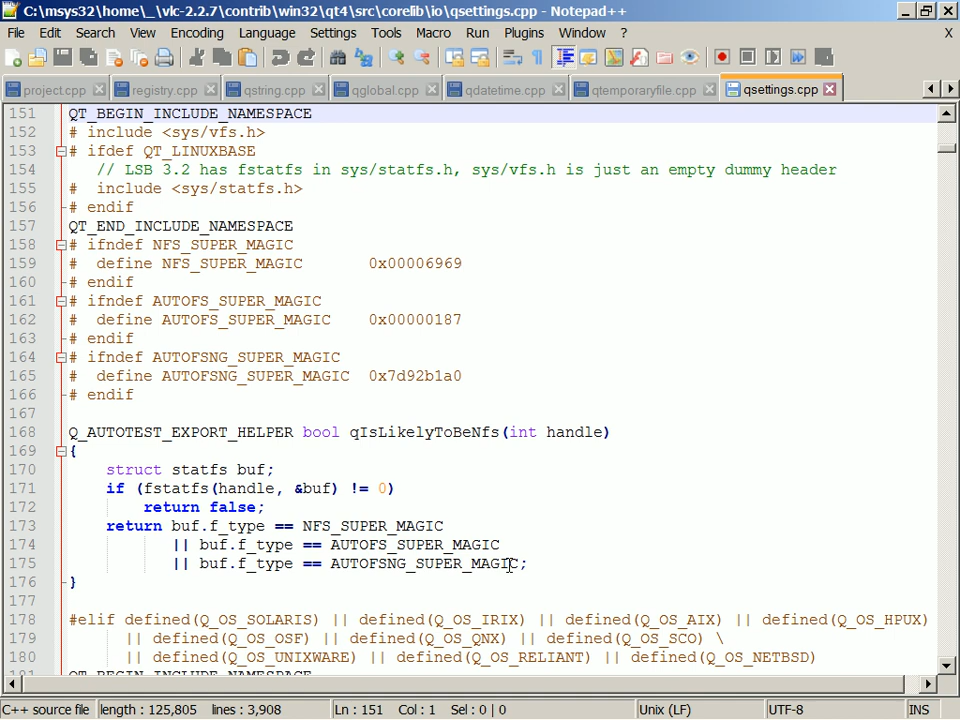 C:\msys32\home\_\vlc-2.2.7\contrib\win32\qt4\src\corelib\io\qsettings.cpp - Notepad++
File Edit Search View Encoding Language Settings Tools Macro Run Plugins Window ? X
project.cpp registry.cpp qstring.cpp qglobal.cpp qdatetime.cpp qtemporaryfile.cpp qsettings.cpp
151 QT_BEGIN_INCLUDE_NAMESPACE
152 # include <sys/vfs.h>
153 # ifdef QT_LINUXBASE
154    // LSB 3.2 has fstatfs in sys/statfs.h, sys/vfs.h is just an empty dummy header
155 #  include <sys/statfs.h>
156 # endif
157 QT_END_INCLUDE_NAMESPACE
158 # ifndef NFS_SUPER_MAGIC
159 #  define NFS_SUPER_MAGIC       0x00006969
160 # endif
161 # ifndef AUTOFS_SUPER_MAGIC
162 #  define AUTOFS_SUPER_MAGIC    0x00000187
163 # endif
164 # ifndef AUTOFSNG_SUPER_MAGIC
165 #  define AUTOFSNG_SUPER_MAGIC  0x7d92b1a0
166 # endif
167
168 Q_AUTOTEST_EXPORT_HELPER bool qIsLikelyToBeNfs(int handle)
169 {
170     struct statfs buf;
171     if (fstatfs(handle, &buf) != 0)
172         return false;
173     return buf.f_type == NFS_SUPER_MAGIC
174            || buf.f_type == AUTOFS_SUPER_MAGIC
175            || buf.f_type == AUTOFSNG_SUPER_MAGIC;
176 }
177
178 #elif defined(Q_OS_SOLARIS) || defined(Q_OS_IRIX) || defined(Q_OS_AIX) || defined(Q_OS_HPUX)
179       || defined(Q_OS_OSF) || defined(Q_OS_QNX) || defined(Q_OS_SCO) \
180       || defined(Q_OS_UNIXWARE) || defined(Q_OS_RELIANT) || defined(Q_OS_NETBSD)
181 QT_BEGIN_INCLUDE_NAMESPACE
C++ source file length : 125,805 lines : 3,908 Ln : 151 Col : 1 Sel : 0 | 0 Unix (LF) UTF-8 INS